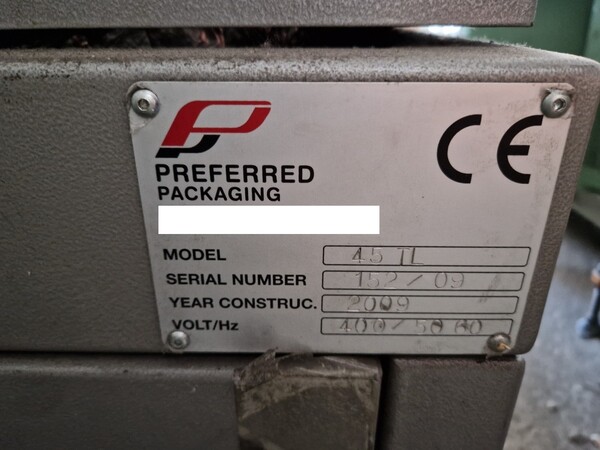 PREFERRED
PACKAGING
CE
MODEL 45 TL
SERIAL NUMBER 152/09
YEAR CONSTRUC. 2009
VOLT/Hz 400/50 60